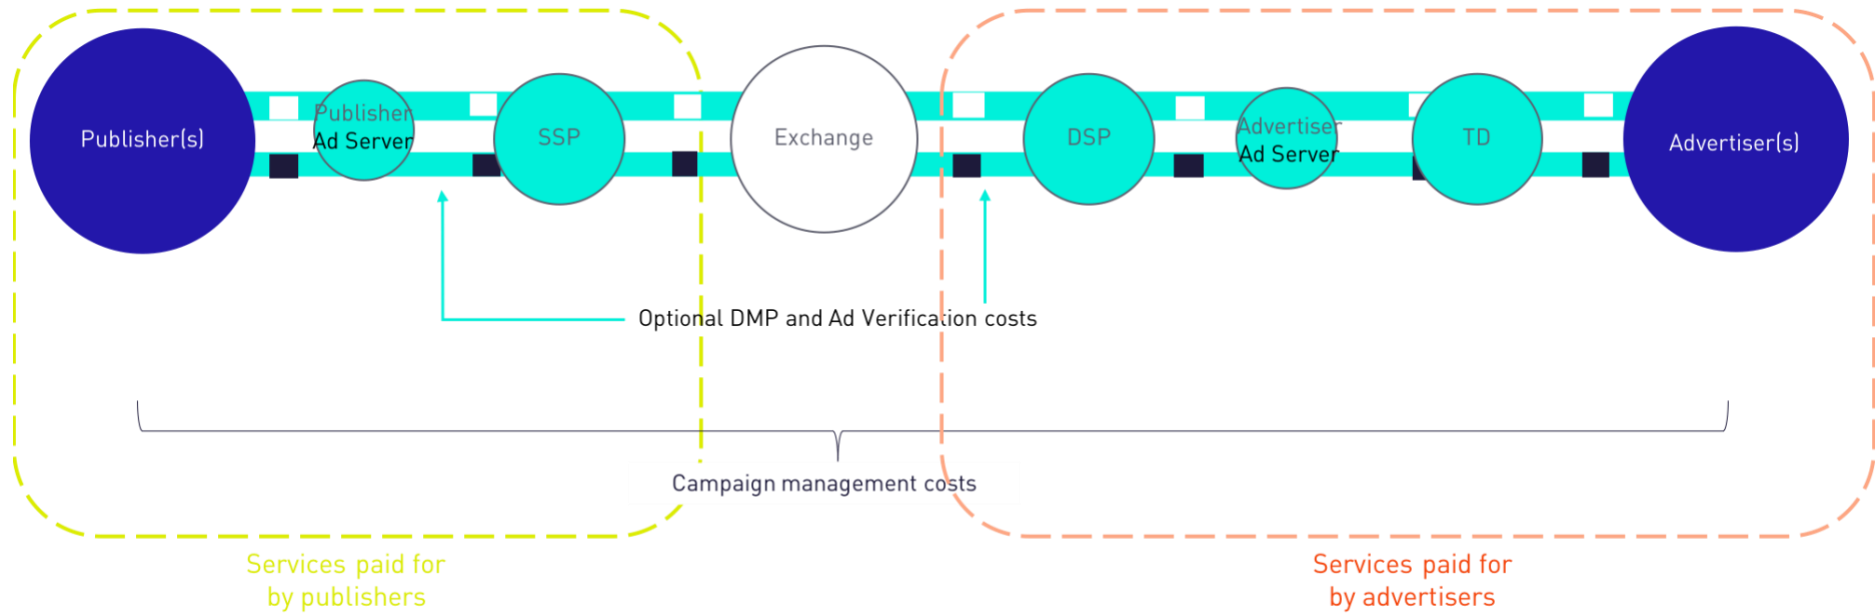 Publisher(s)
Publisher
Ad Server
SSP
Exchange
DSP
Advertiser
Ad Server
TD
Advertiser(s)
Optional DMP and Ad Verification costs
Campaign management costs
Services paid for
by publishers
Services paid for
by advertisers